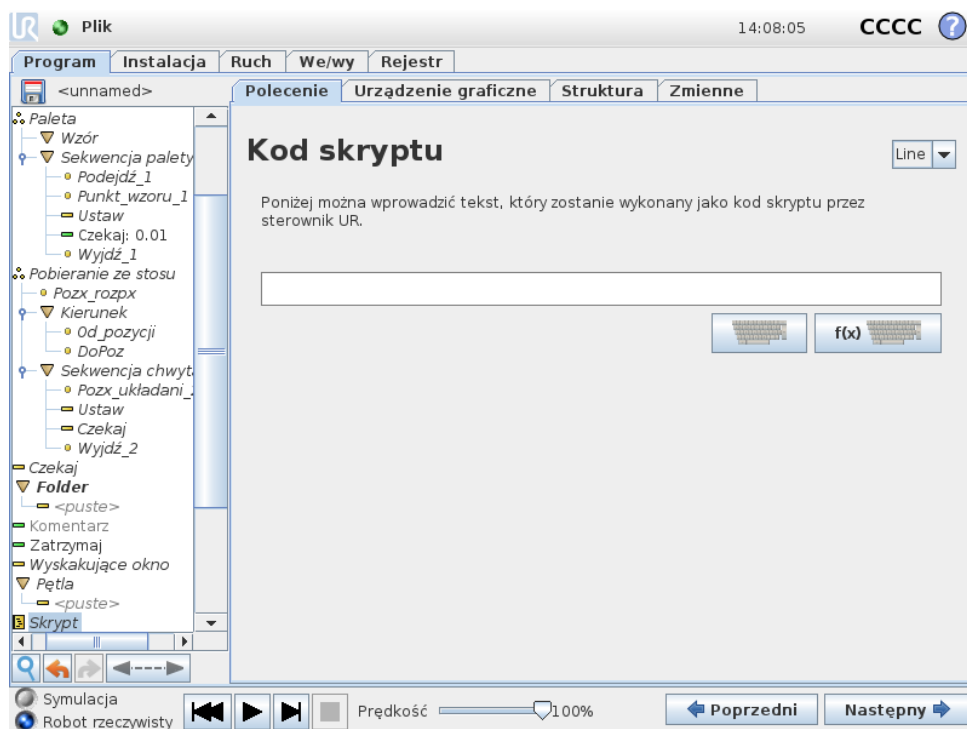 Plik
14:08:05
CCCC
?
Program Instalacja Ruch We/wy Rejestr
<unnamed>
Polecenie Urządzenie graficzne Struktura Zmienne
Paleta
Wzór
Sekwencja palety
Podejdź_1
Punkt_wzoru_1
Ustaw
Czekaj: 0.01
Wyjdź_1
Pobieranie ze stosu
Pozx_rozpx
Kierunek
Od_pozycji
DoPoz
Sekwencja chwyta
Pozx_układani_2
Ustaw
Czekaj
Wyjdź_2
Czekaj
Folder
<puste>
Komentarz
Zatrzymaj
Wyskakujące okno
Pętla
<puste>
Skrypt
Kod skryptu
Line
Poniżej można wprowadzić tekst, który zostanie wykonany jako kod skryptu przez
sterownik UR.
f(x)
Symulacja
Robot rzeczywisty
Prędkość 100%
Poprzedni
Następny